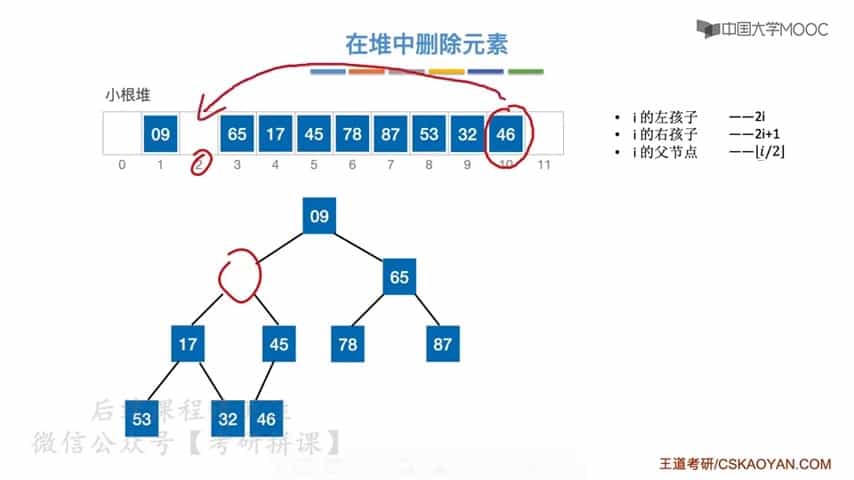 中国大学MOOC
在堆中删除元素
小根堆
09 65 17 45 78 87 53 32 46
0 1 2 3 4 5 6 7 8 9 10 11
• i 的左孩子 ——2i
• i 的右孩子 ——2i+1
• i 的父节点 ——⌊i/2⌋
09
65
17 45 78 87
53 32 46
后续课程
微信公众号【考研拼课】
王道考研/CSKAOYAN.COM